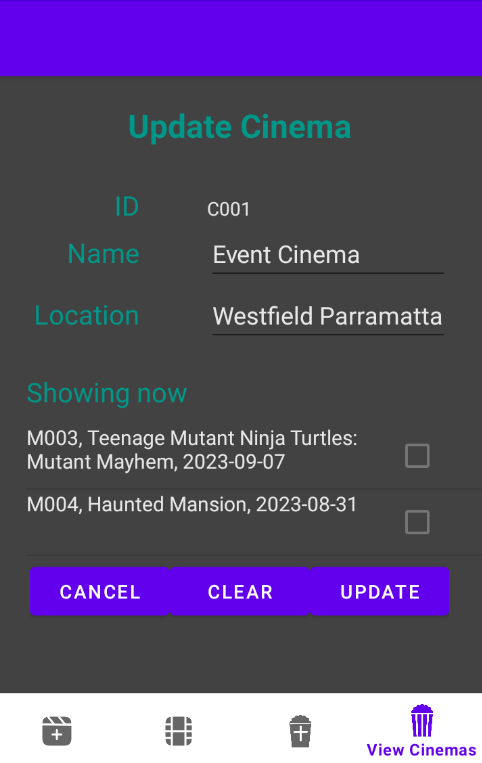 Update Cinema
ID C001
Name Event Cinema
Location Westfield Parramatta
Showing now
M003, Teenage Mutant Ninja Turtles:
Mutant Mayhem, 2023-09-07
M004, Haunted Mansion, 2023-08-31
CANCEL CLEAR UPDATE
View Cinemas